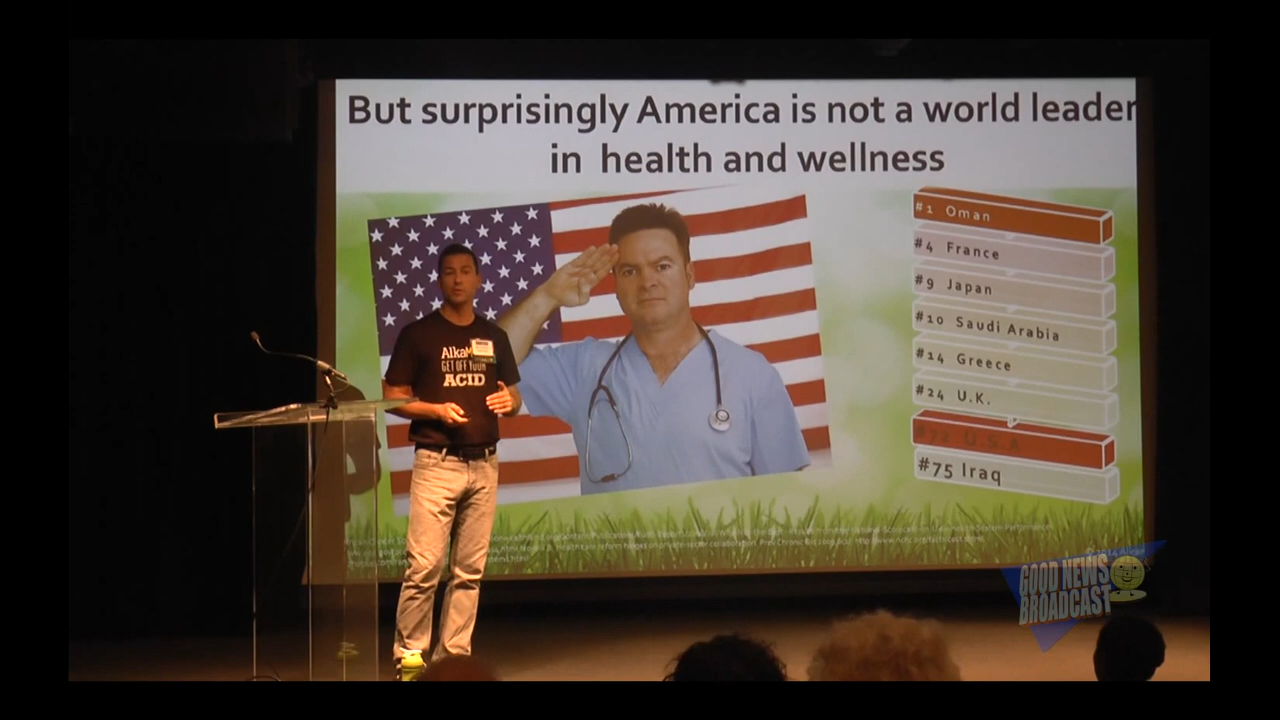 But surprisingly America is not a world leader
in health and wellness
#1 Oman
#4 France
#9 Japan
#10 Saudi Arabia
#14 Greece
#24 U.K.
#72 U.S.A
#75 Iraq
GET OFF YOUR
ACID
GOOD NEWS
BROADCAST